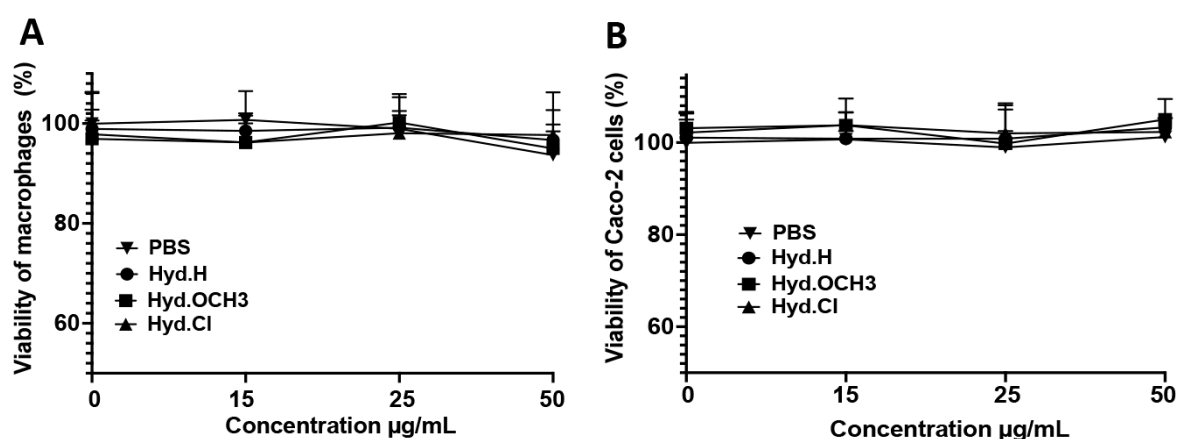 A
Viability of macrophages (%)
100
80
60
PBS
Hyd.H
Hyd.OCH3
Hyd.Cl
0 15 25 50
Concentration µg/mL
B
Viability of Caco-2 cells (%)
100
80
60
PBS
Hyd.H
Hyd.OCH3
Hyd.Cl
0 15 25 50
Concentration µg/mL